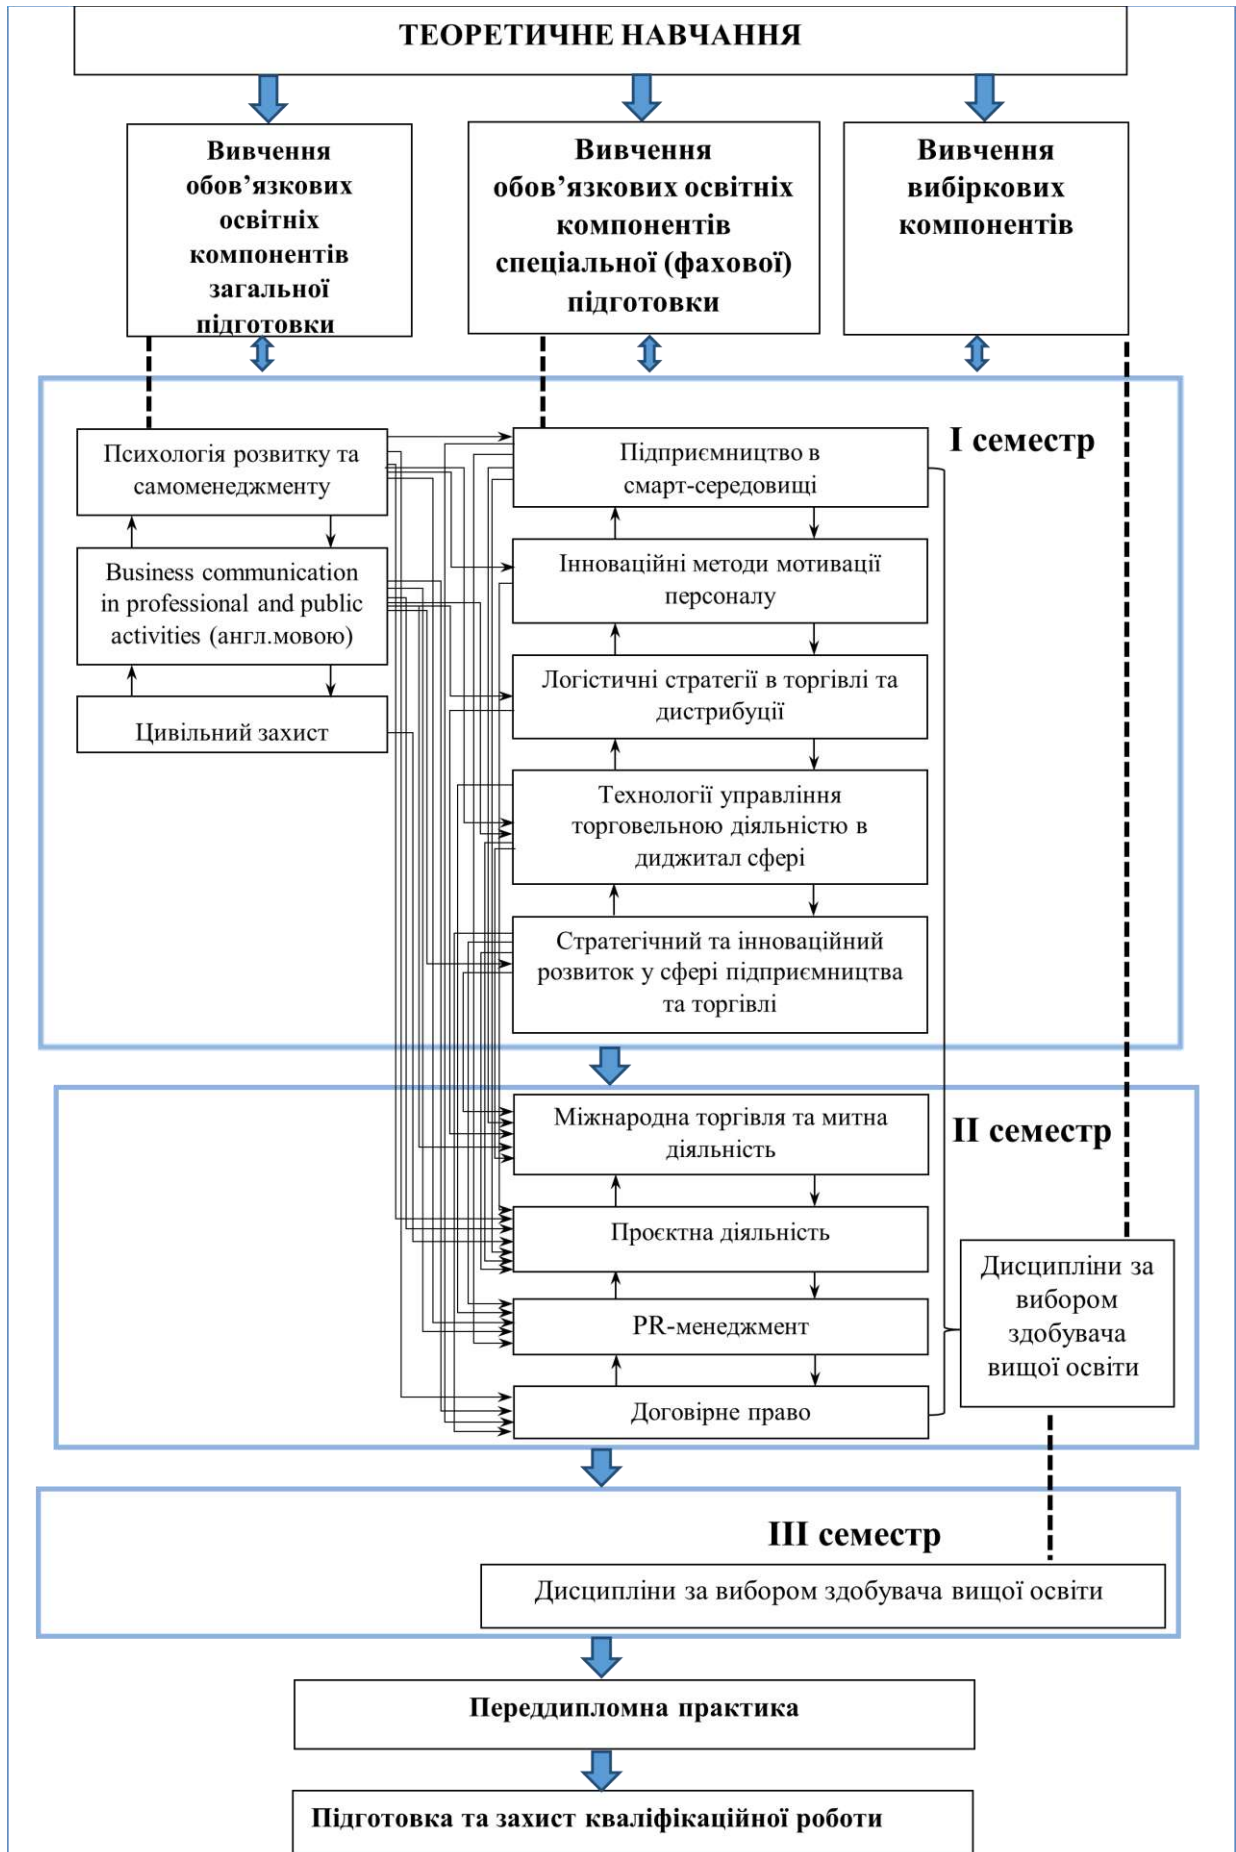 ТЕОРЕТИЧНЕ НАВЧАННЯ
Вивчення
обов’язкових
освітніх
компонентів
загальної
підготовки
Вивчення
обов’язкових освітніх
компонентів
спеціальної (фахової)
підготовки
Вивчення
вибіркових
компонентів
І семестр
Психологія розвитку та
самоменеджменту
Business communication
in professional and public
activities (англ.мовою)
Цивільний захист
Підприємництво в
смарт-середовищі
Інноваційні методи мотивації
персоналу
Логістичні стратегії в торгівлі та
дистрибуції
Технології управління
торговельною діяльністю в
диджитал сфері
Стратегічний та інноваційний
розвиток у сфері підприємництва
та торгівлі
ІІ семестр
Міжнародна торгівля та митна
діяльність
Проєктна діяльність
PR-менеджмент
Договірне право
Дисципліни за
вибором
здобувача
вищої освіти
ІІІ семестр
Дисципліни за вибором здобувача вищої освіти
Переддипломна практика
Підготовка та захист кваліфікаційної роботи